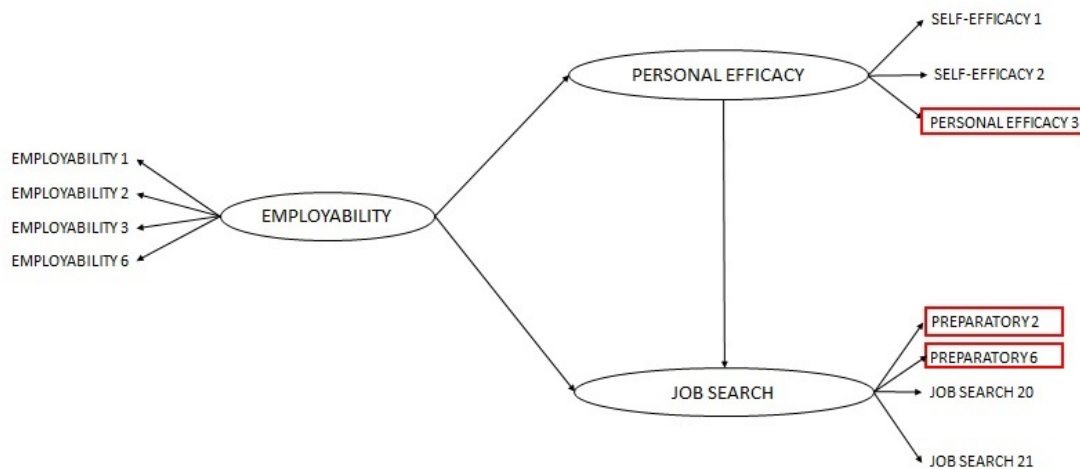 SELF-EFFICACY 1
PERSONAL EFFICACY
SELF-EFFICACY 2
PERSONAL EFFICACY 3
EMPLOYABILITY 1
EMPLOYABILITY 2
EMPLOYABILITY
EMPLOYABILITY 3
EMPLOYABILITY 6
PREPARATORY 2
PREPARATORY 6
JOB SEARCH
JOB SEARCH 20
JOB SEARCH 21